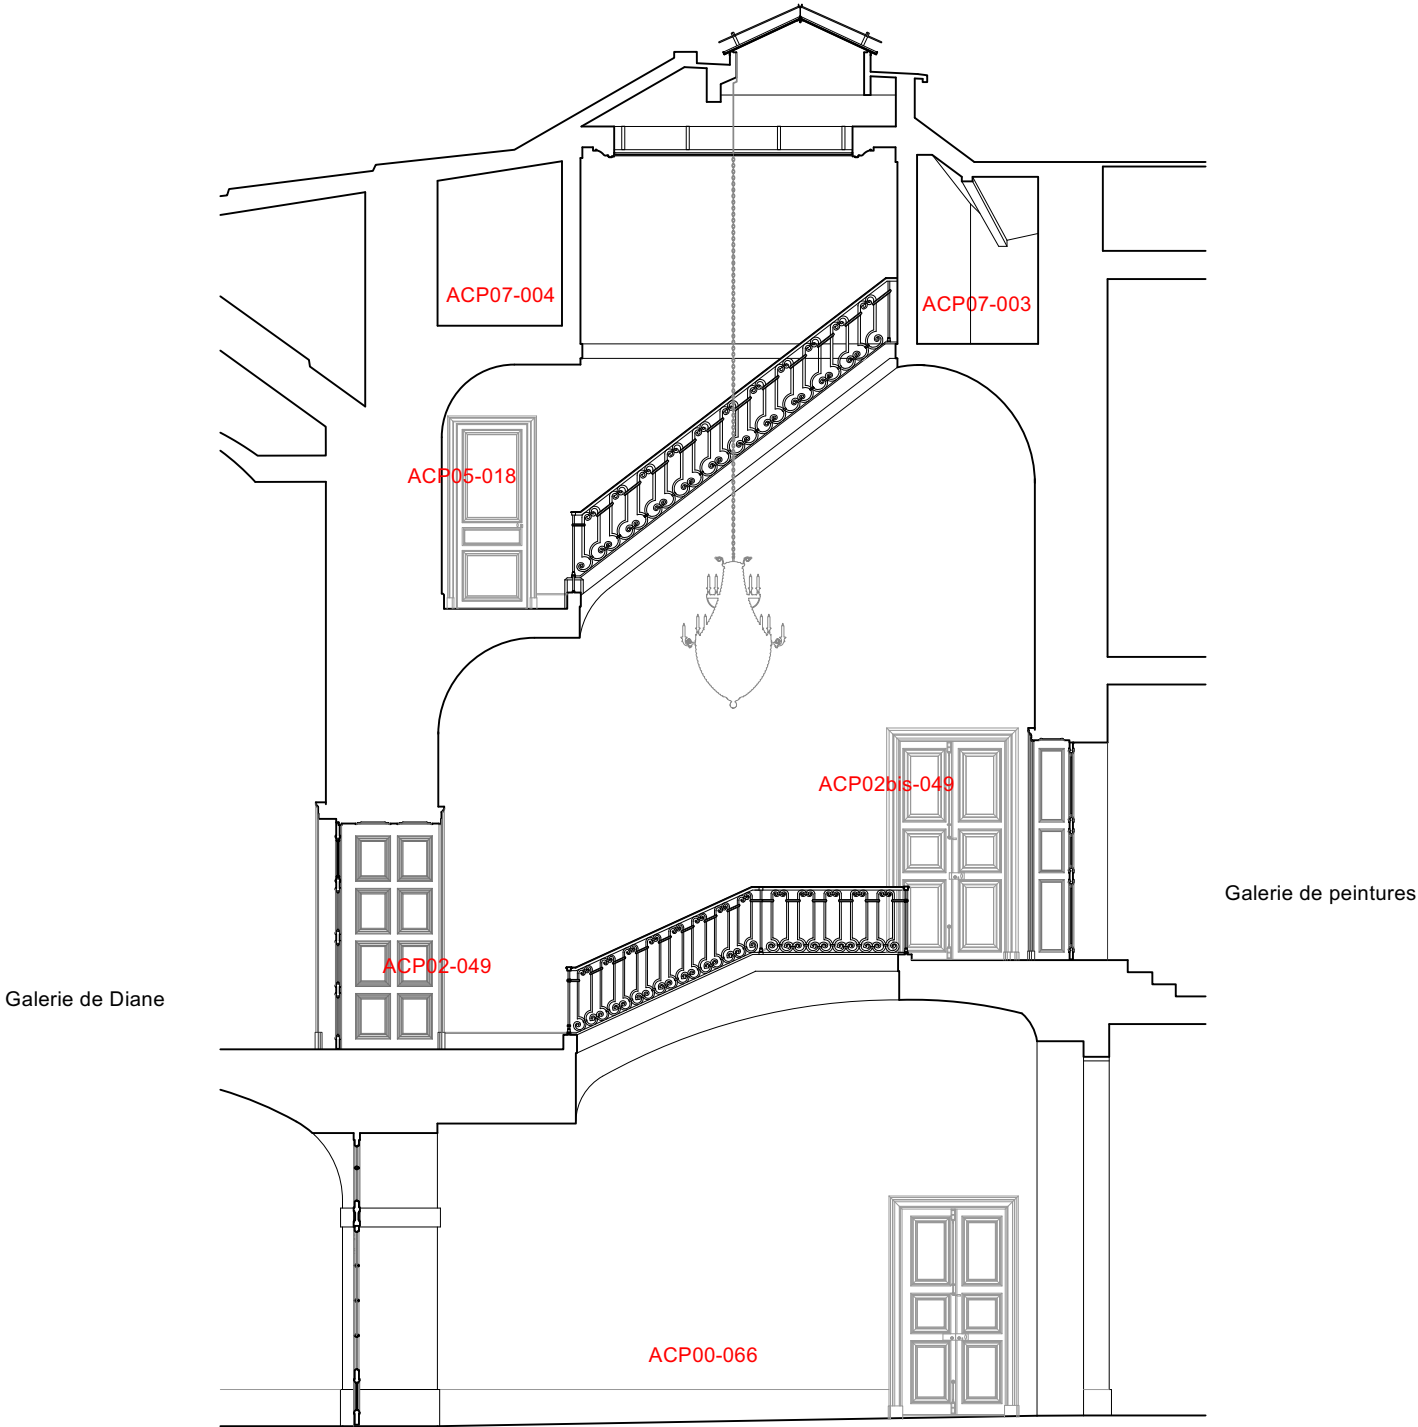 ACP07-004
ACP07-003
ACP05-018
ACP02bis-049
Galerie de peintures
ACP02-049
Galerie de Diane
ACP00-066